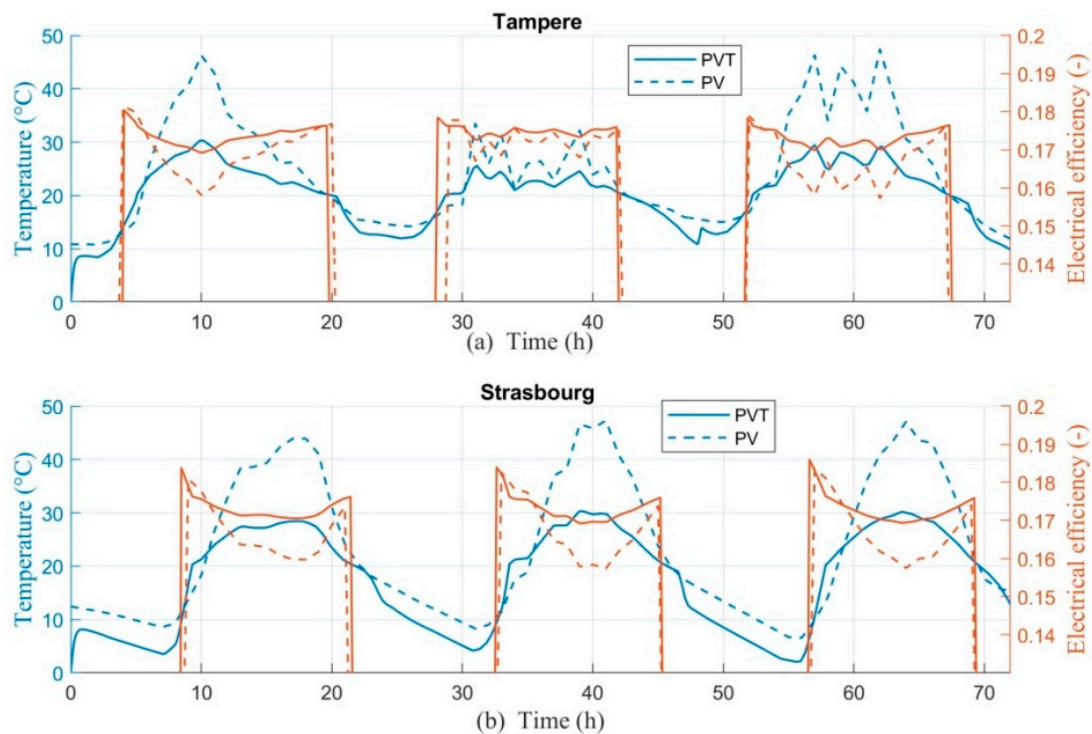 Tampere
50
40
30
20
10
0
Temperature (°C)
PVT
PV
0.2
0.19
0.18
0.17
0.16
0.15
0.14
Electrical efficiency (-)
0 10 20 30 40 50 60 70
(a) Time (h)
Strasbourg
50
40
30
20
10
0
Temperature (°C)
PVT
PV
0.2
0.19
0.18
0.17
0.16
0.15
0.14
Electrical efficiency (-)
0 10 20 30 40 50 60 70
(b) Time (h)